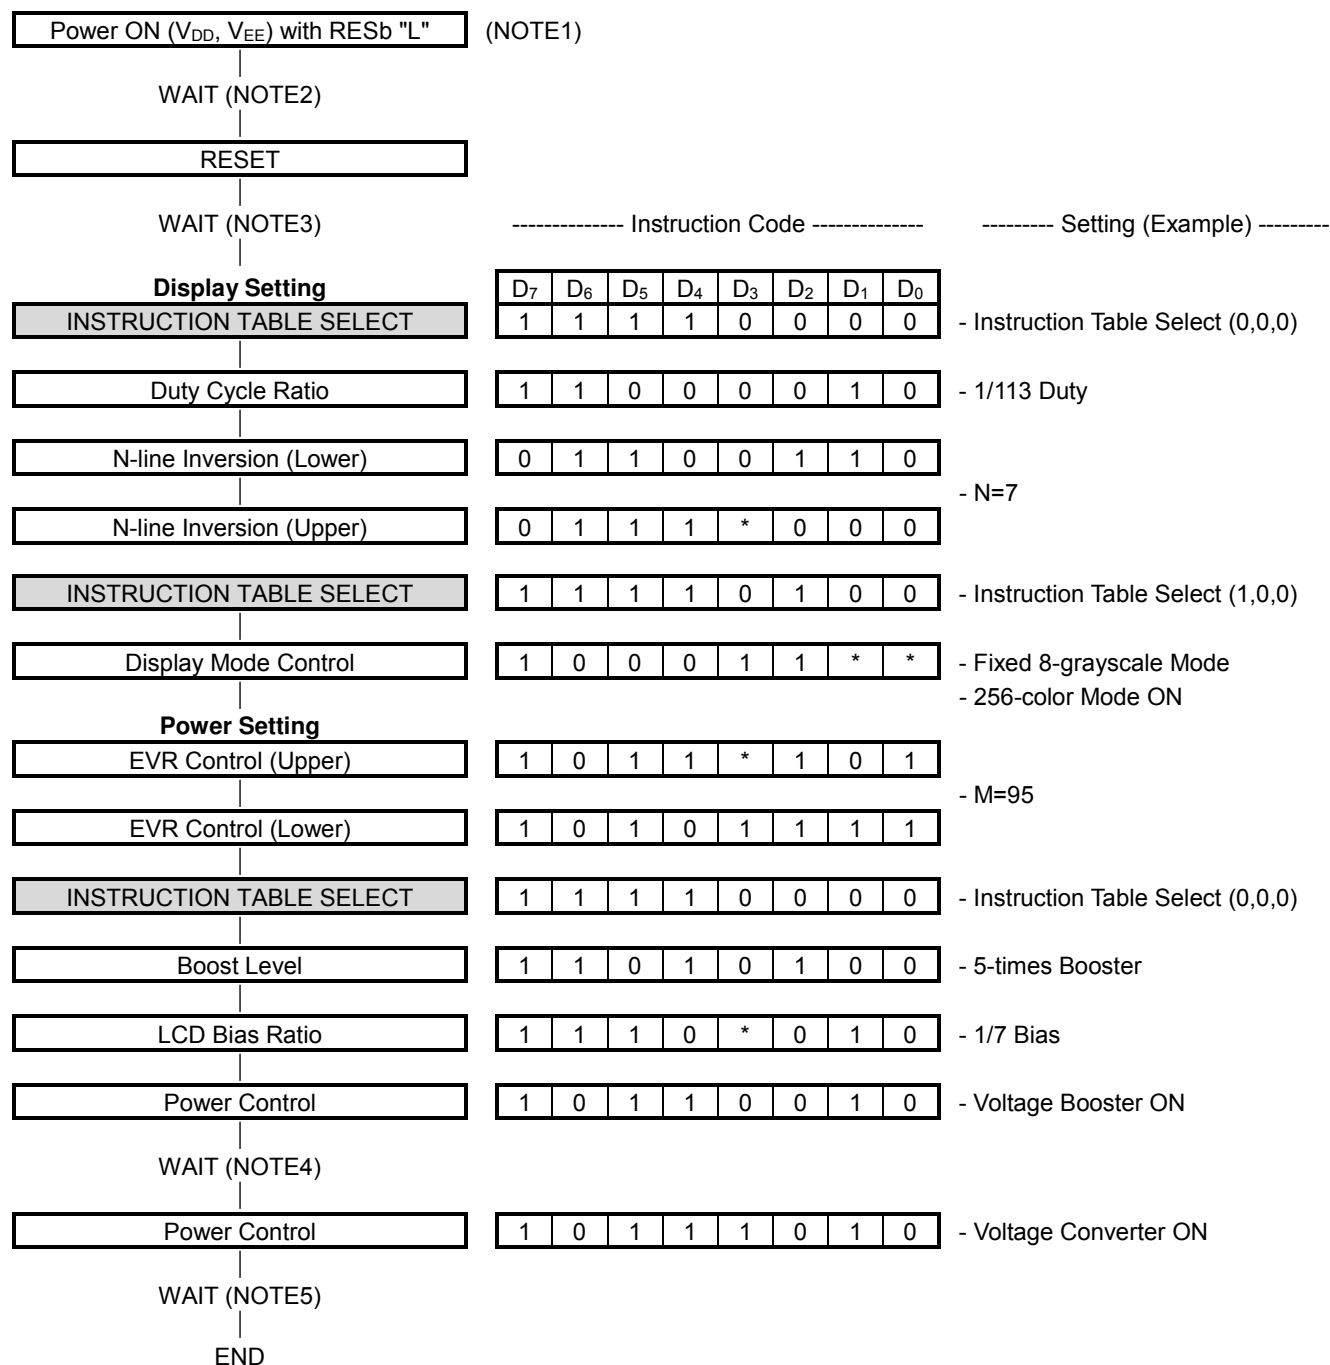 Power ON (VDD, VEE) with RESb "L" (NOTE1)
WAIT (NOTE2)
RESET
WAIT (NOTE3) -------------- Instruction Code -------------- --------- Setting (Example) ---------
Display Setting D7 D6 D5 D4 D3 D2 D1 D0
INSTRUCTION TABLE SELECT 1 1 1 1 0 0 0 0 - Instruction Table Select (0,0,0)
Duty Cycle Ratio 1 1 0 0 0 0 1 0 - 1/113 Duty
N-line Inversion (Lower) 0 1 1 0 0 1 1 0
- N=7
N-line Inversion (Upper) 0 1 1 1 * 0 0 0
INSTRUCTION TABLE SELECT 1 1 1 1 0 1 0 0 - Instruction Table Select (1,0,0)
Display Mode Control 1 0 0 0 1 1 * * - Fixed 8-grayscale Mode
- 256-color Mode ON
Power Setting
EVR Control (Upper) 1 0 1 1 * 1 0 1
- M=95
EVR Control (Lower) 1 0 1 0 1 1 1 1
INSTRUCTION TABLE SELECT 1 1 1 1 0 0 0 0 - Instruction Table Select (0,0,0)
Boost Level 1 1 0 1 0 1 0 0 - 5-times Booster
LCD Bias Ratio 1 1 1 0 * 0 1 0 - 1/7 Bias
Power Control 1 0 1 1 0 0 1 0 - Voltage Booster ON
WAIT (NOTE4)
Power Control 1 0 1 1 1 0 1 0 - Voltage Converter ON
WAIT (NOTE5)
END